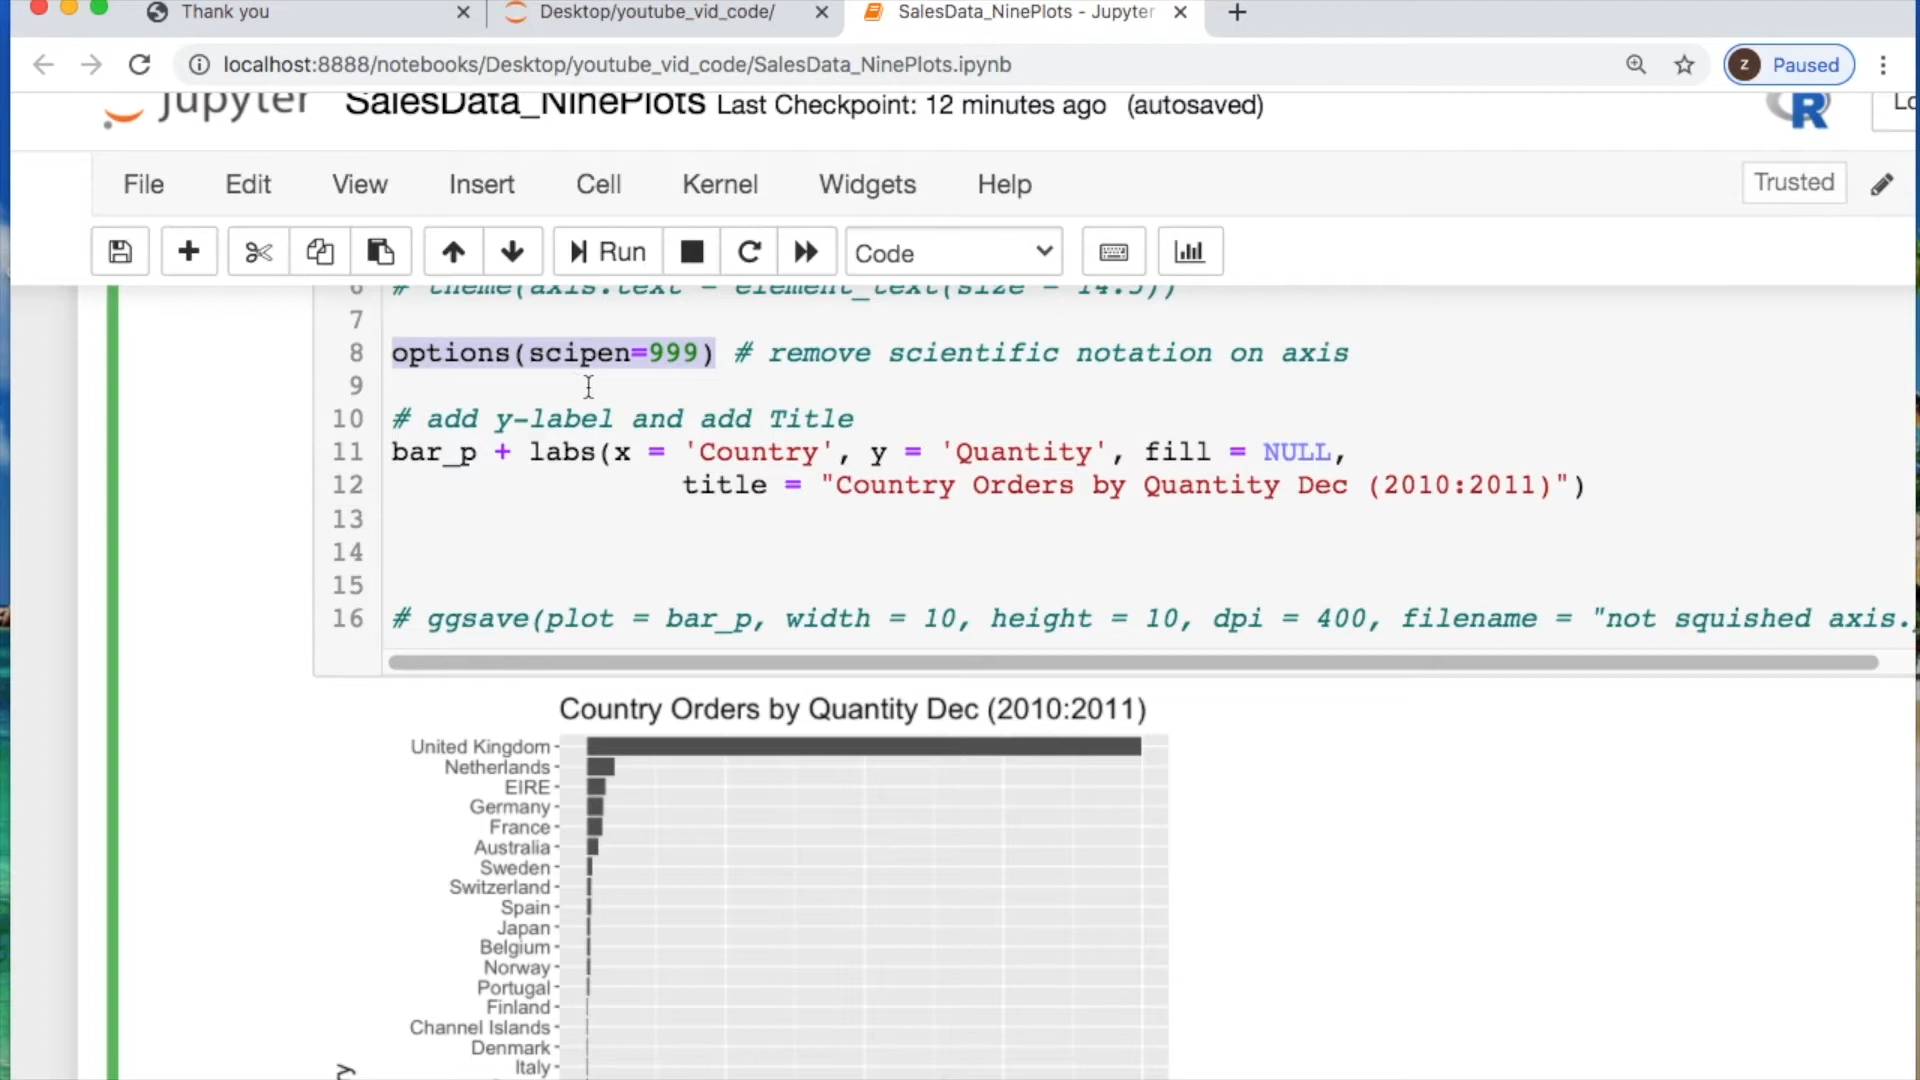 Thank you
Desktop/youtube_vid_code/
SalesData_NinePlots - Jupyter
localhost:8888/notebooks/Desktop/youtube_vid_code/SalesData_NinePlots.ipynb
z Paused
jupyter SalesData_NinePlots Last Checkpoint: 12 minutes ago (autosaved)
R
File Edit View Insert Cell Kernel Widgets Help Trusted
Run Code
6 # theme(axis.text = element_text(size = 14.5))
7
8 options(scipen=999) # remove scientific notation on axis
9
10 # add y-label and add Title
11 bar_p + labs(x = 'Country', y = 'Quantity', fill = NULL,
12 title = "Country Orders by Quantity Dec (2010:2011)")
13
14
15
16 # ggsave(plot = bar_p, width = 10, height = 10, dpi = 400, filename = "not squished axis.
Country Orders by Quantity Dec (2010:2011)
United Kingdom
Netherlands
EIRE
Germany
France
Australia
Sweden
Switzerland
Spain
Japan
Belgium
Norway
Portugal
Finland
Channel Islands
Denmark
Italy